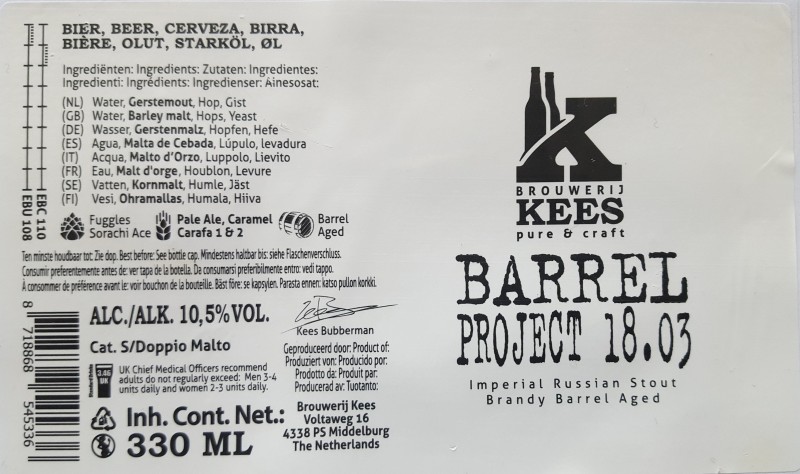 BIER, BEER, CERVEZA, BIRRA,
BIÈRE, OLUT, STARKÖL, ØL
Ingrediënten: Ingredients: Zutaten: Ingredientes:
Ingredienti: Ingrédients: Ingredienser: Ainesosat:
(NL) Water, Gerstemout, Hop, Gist
(GB) Water, Barley malt, Hops, Yeast
(DE) Wasser, Gerstenmalz, Hopfen, Hefe
(ES) Agua, Malta de Cebada, Lúpulo, levadura
(IT) Acqua, Malto d'Orzo, Luppolo, Lievito
(FR) Eau, Malt d'orge, Houblon, Levure
(SE) Vatten, Kornmalt, Humle, Jäst
(FI) Vesi, Ohramallas, Humala, Hiiva
EBU 108
EBC 110
Fuggles
Sorachi Ace
Pale Ale, Caramel
Carafa 1 & 2
Barrel
Aged
Ten minste houdbaar tot: Zie dop. Best before: See bottle cap. Mindestens haltbar bis: siehe Flaschenverschluss.
Consumir preferentemente antes de: ver tapa de la botella. Da consumarsi preferibilmente entro: vedi tappo.
À consommer de préférence avant le: voir bouchon de la bouteille. Bäst före: se kapsylen. Parasta ennen: katso pullon korkki.
8 718868 545336
ALC./ALK. 10,5% VOL.
Cat. S/Doppio Malto
3.46
UK
UK Chief Medical Officers recommend
adults do not regularly exceed: Men 3-4
units daily and women 2-3 units daily.
Inh. Cont. Net.:
330 ML
Kees Bubberman
Geproduceerd door: Product of:
Produziert von: Producido por:
Prodotto da: Produit par:
Producerad av: Tuotanto:
Brouwerij Kees
Voltaweg 16
4338 PS Middelburg
The Netherlands
K
BROUWERIJ
KEES
pure & craft
BARREL
PROJECT 18.03
Imperial Russian Stout
Brandy Barrel Aged